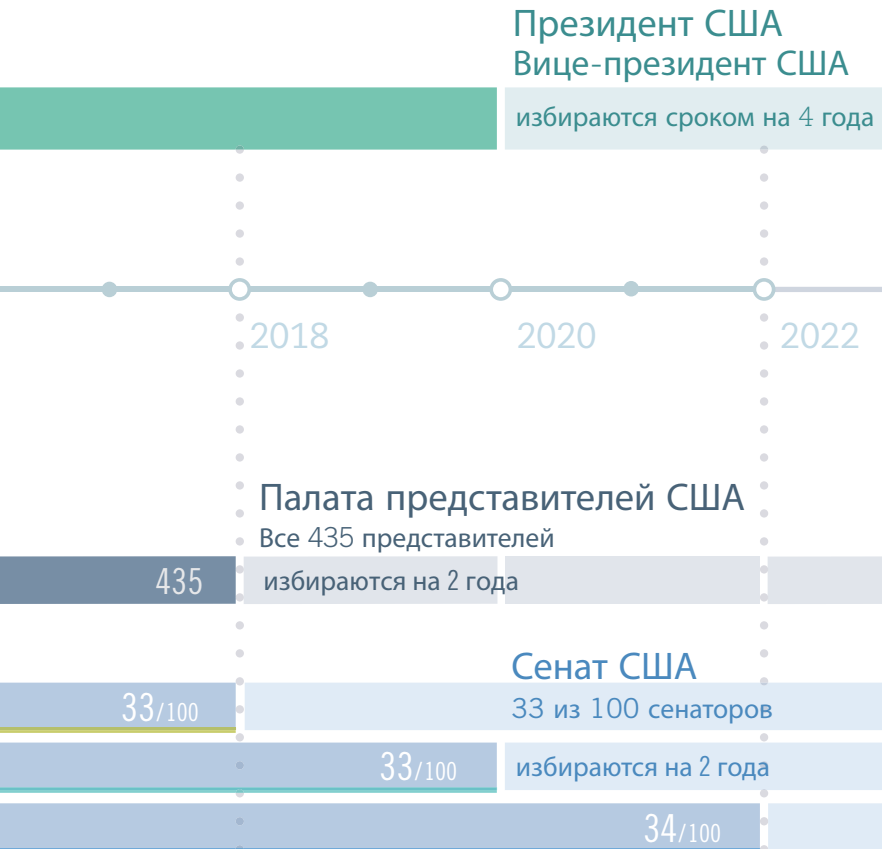 Президент США
Вице-президент США
избираются сроком на 4 года
2018
2020
2022
Палата представителей США
Все 435 представителей
435
избираются на 2 года
Сенат США
33/100
33 из 100 сенаторов
33/100
избираются на 2 года
34/100